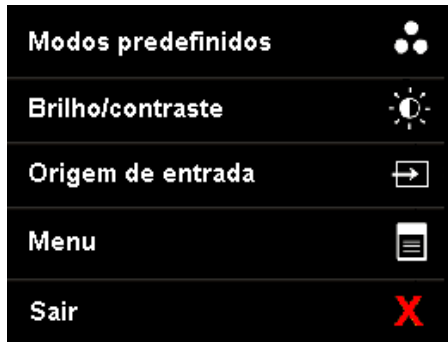 Modos predefinidos
Brilho/contraste
Origem de entrada
Menu
Sair